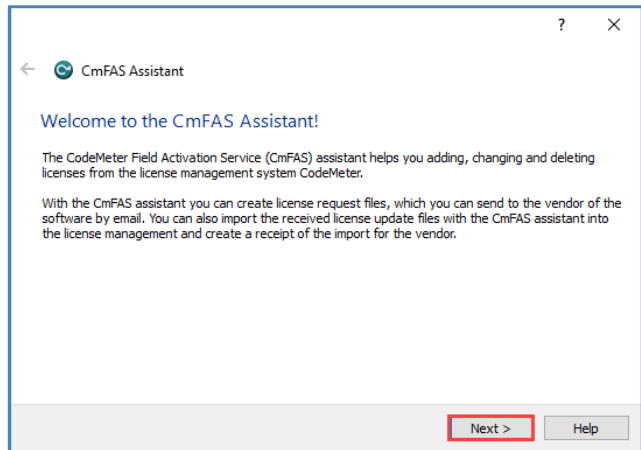 ?
CmFAS Assistant
Welcome to the CmFAS Assistant!
The CodeMeter Field Activation Service (CmFAS) assistant helps you adding, changing and deleting
licenses from the license management system CodeMeter.
With the CmFAS assistant you can create license request files, which you can send to the vendor of the
software by email. You can also import the received license update files with the CmFAS assistant into
the license management and create a receipt of the import for the vendor.
Next >
Help